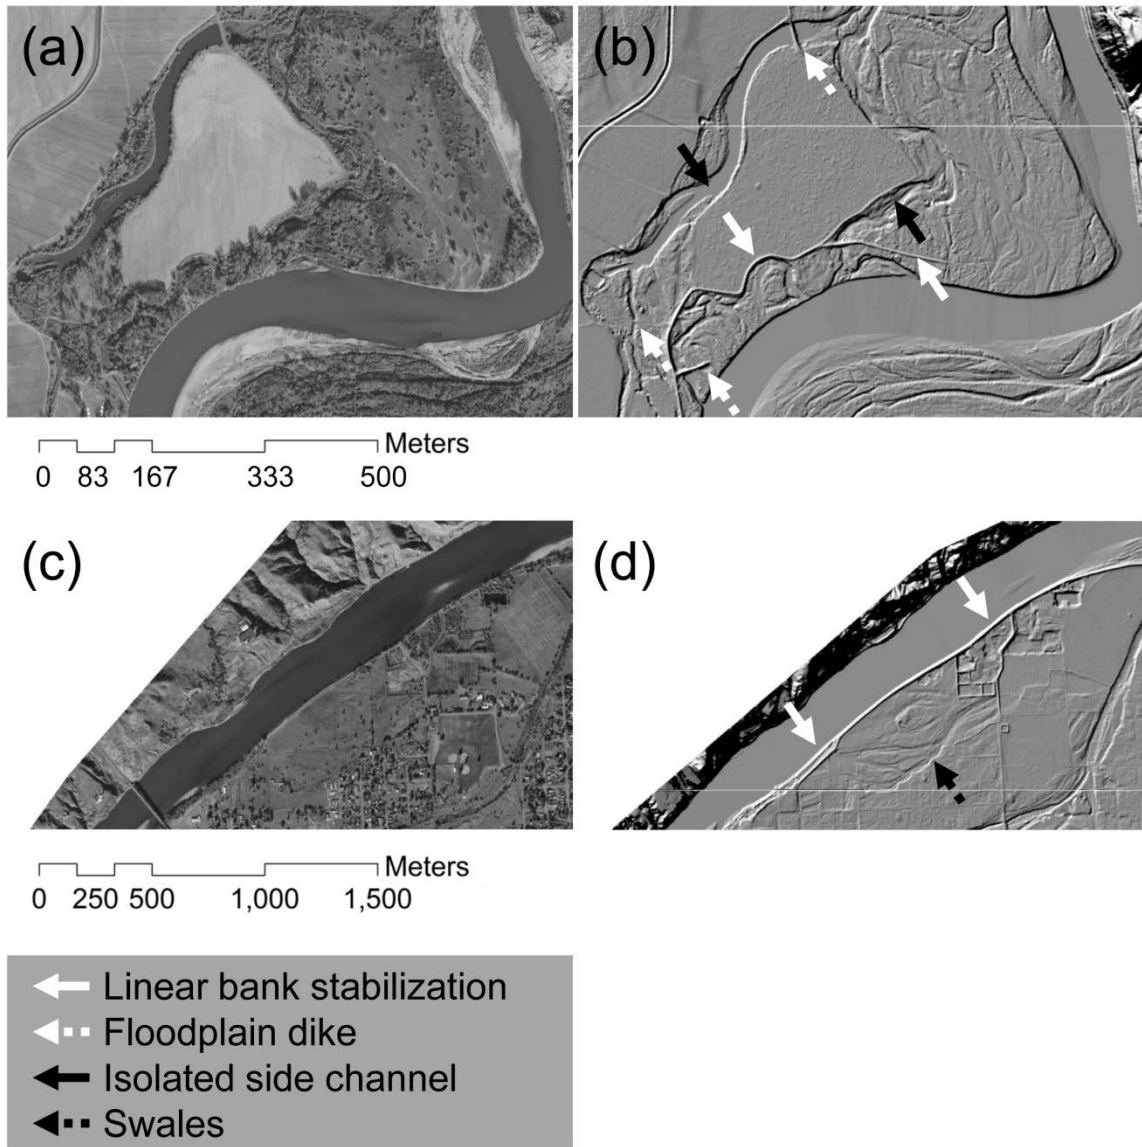 (a)
(b)
Meters
0 83 167 333 500
(c)
(d)
Meters
0 250 500 1,000 1,500
Linear bank stabilization
Floodplain dike
Isolated side channel
Swales